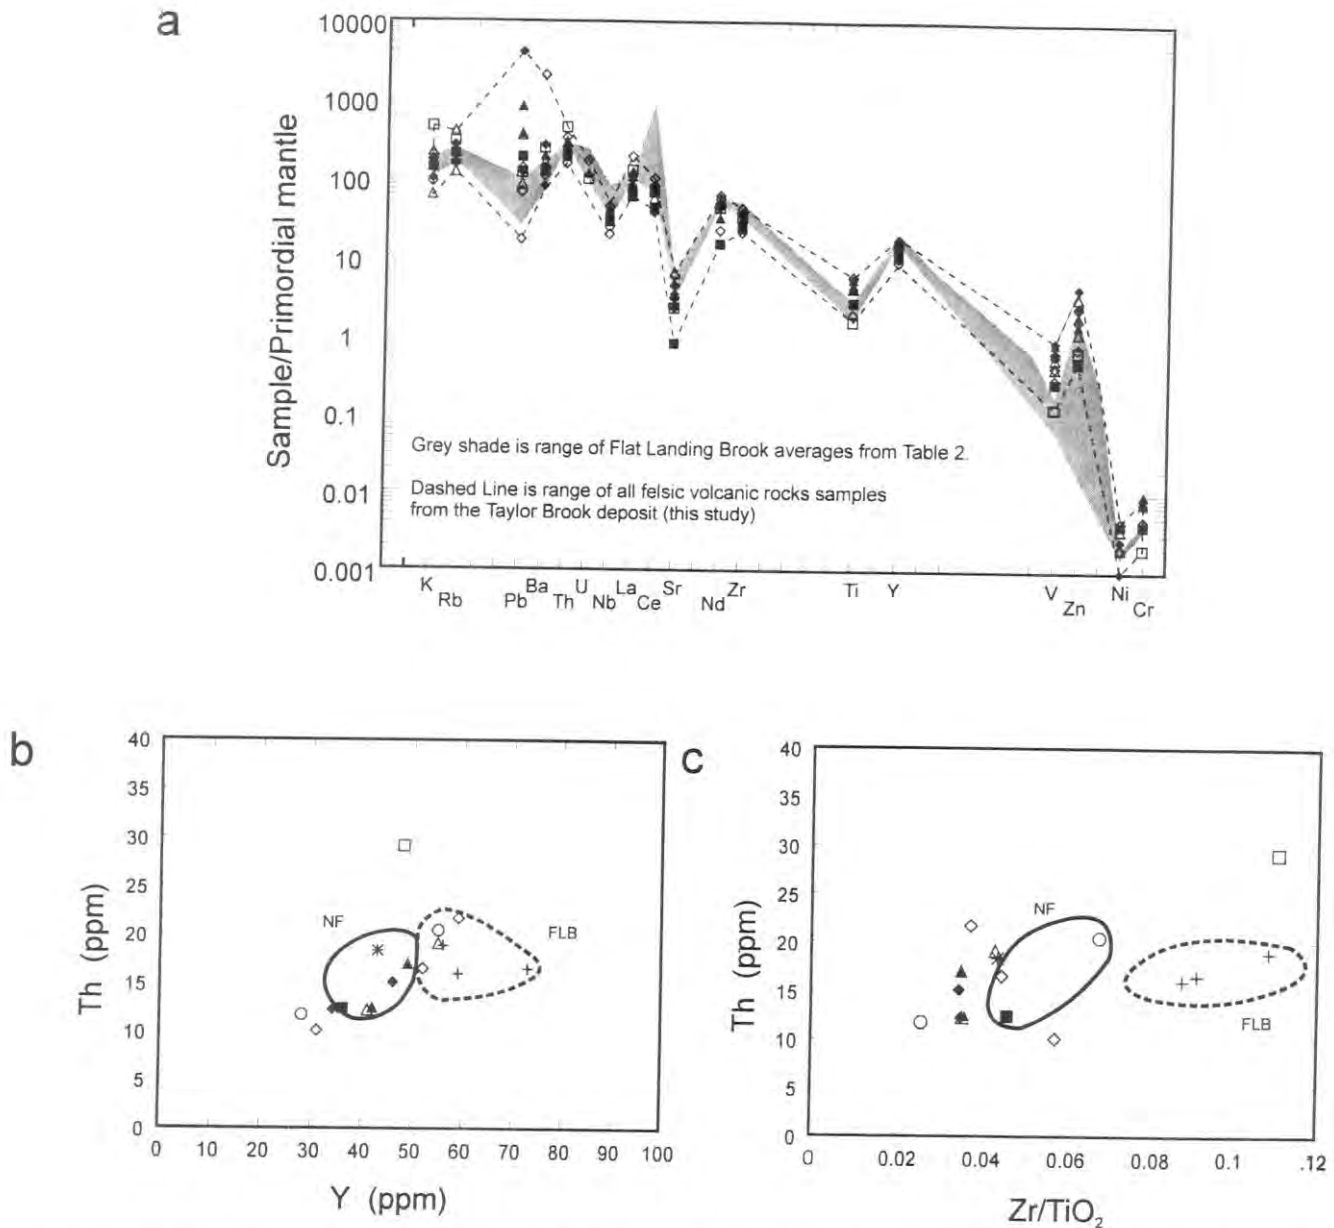 a
10000
1000
100
10
1
0.1
0.01
0.001
Sample/Primordial mantle
Grey shade is range of Flat Landing Brook averages from Table 2.
Dashed Line is range of all felsic volcanic rocks samples
from the Taylor Brook deposit (this study)
K Rb Pb Ba Th U Nb La Ce Sr Nd Zr Ti Y V Zn Ni Cr
b
40
35
30
25
20
15
10
5
0
Th (ppm)
NF
FLB
0 10 20 30 40 50 60 70 80 90 100
Y (ppm)
c
40
35
30
25
20
15
10
5
0
Th (ppm)
NF
FLB
0 0.02 0.04 0.06 0.08 0.1 .12
Zr/TiO₂